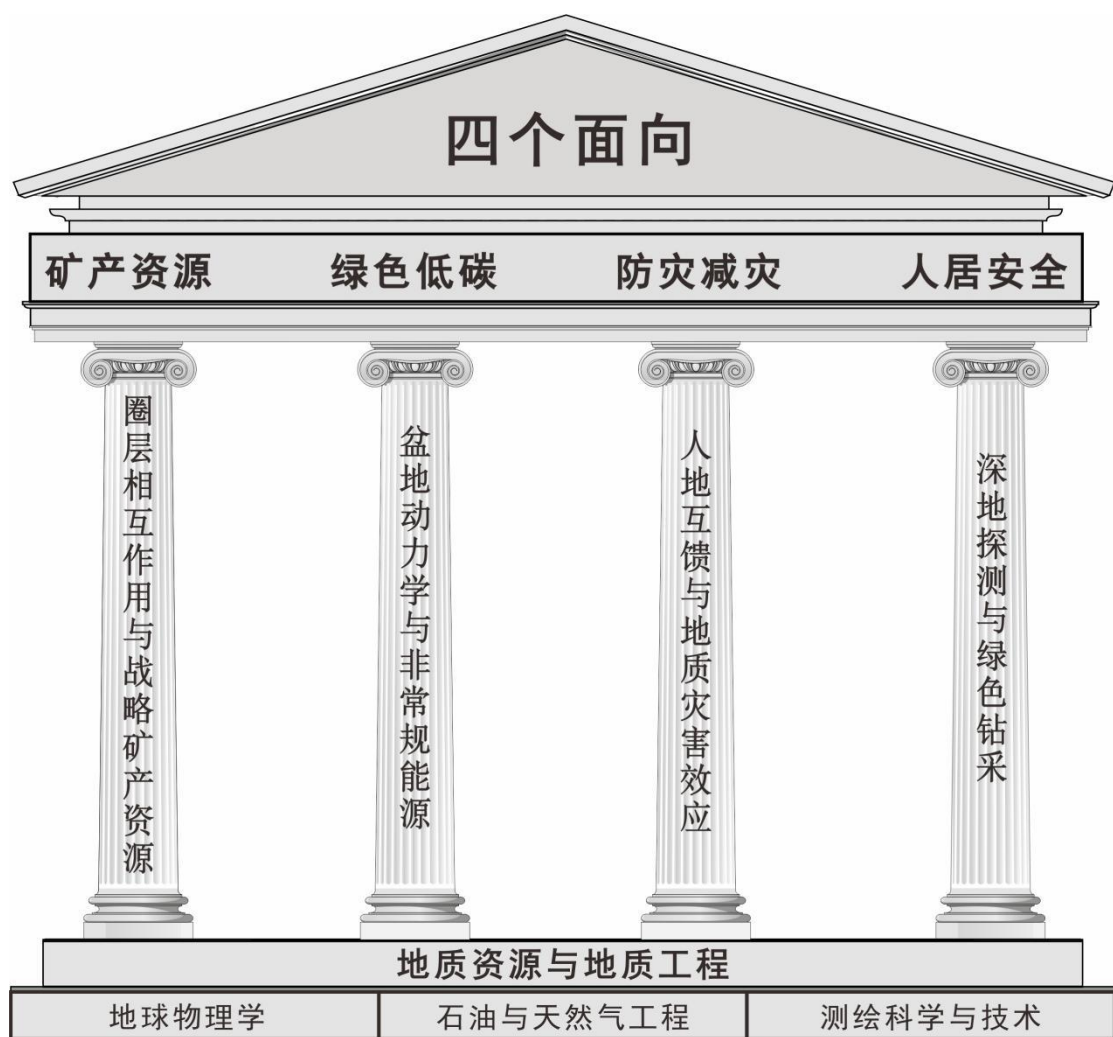 四个面向
矿产资源
绿色低碳
防灾减灾
人居安全
圈层相互作用与战略矿产资源
盆地动力学与非常规能源
人地互馈与地质灾害效应
深地探测与绿色钻采
地质资源与地质工程
地球物理学
石油与天然气工程
测绘科学与技术